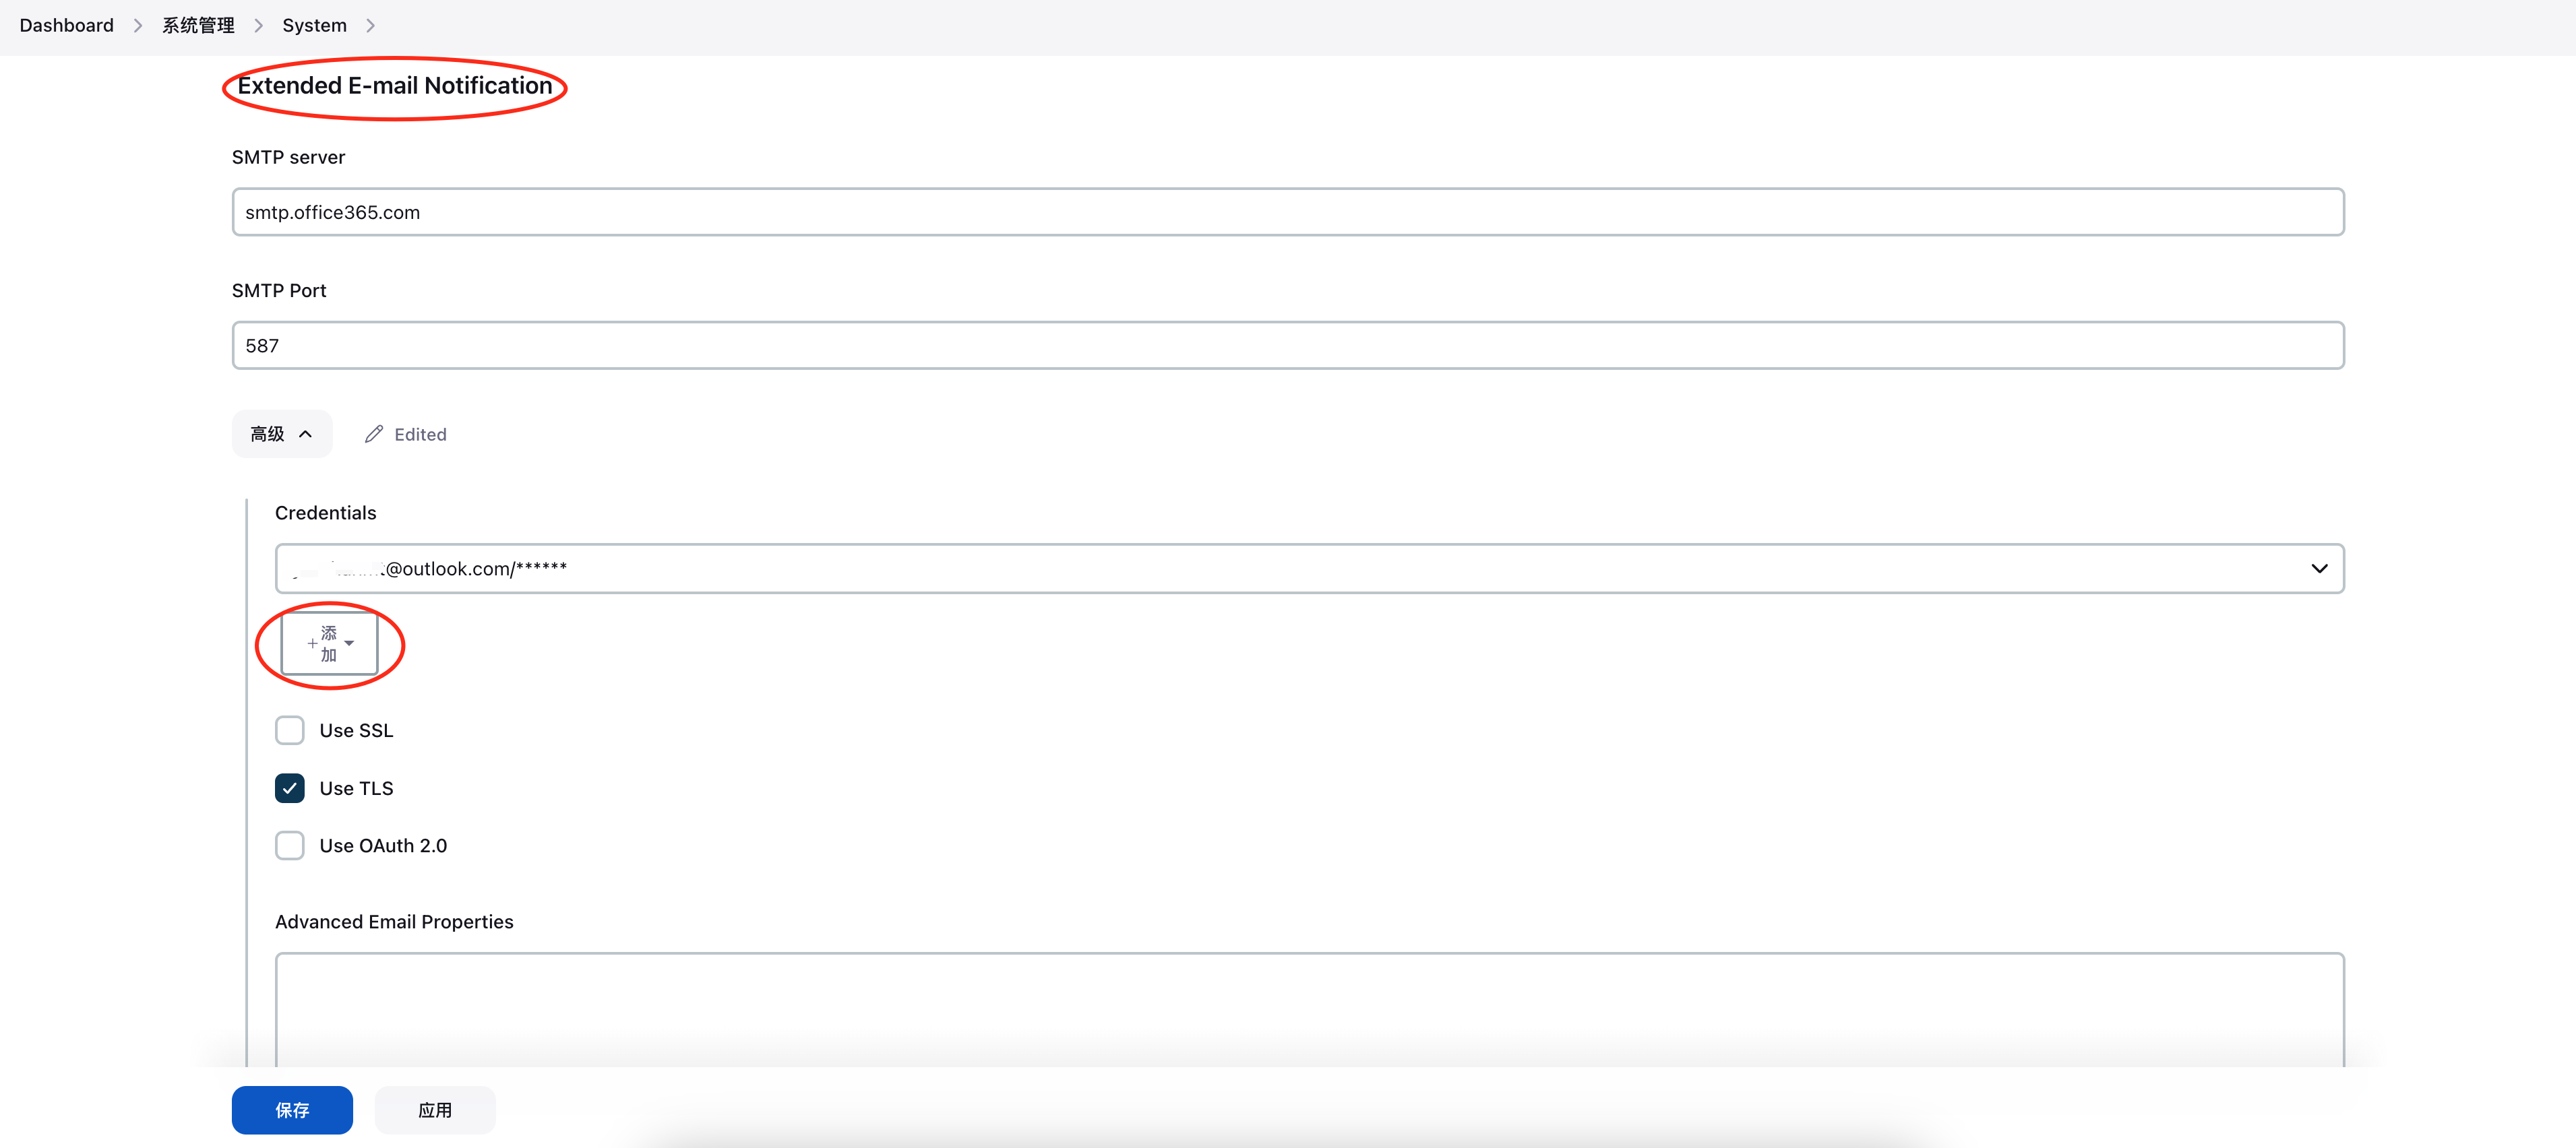 Dashboard 系统管理 System
Extended E-mail Notification
SMTP server
smtp.office365.com
SMTP Port
587
高级 Edited
Credentials
@outlook.com/******
+ 添
加
Use SSL
Use TLS
Use OAuth 2.0
Advanced Email Properties
保存 应用